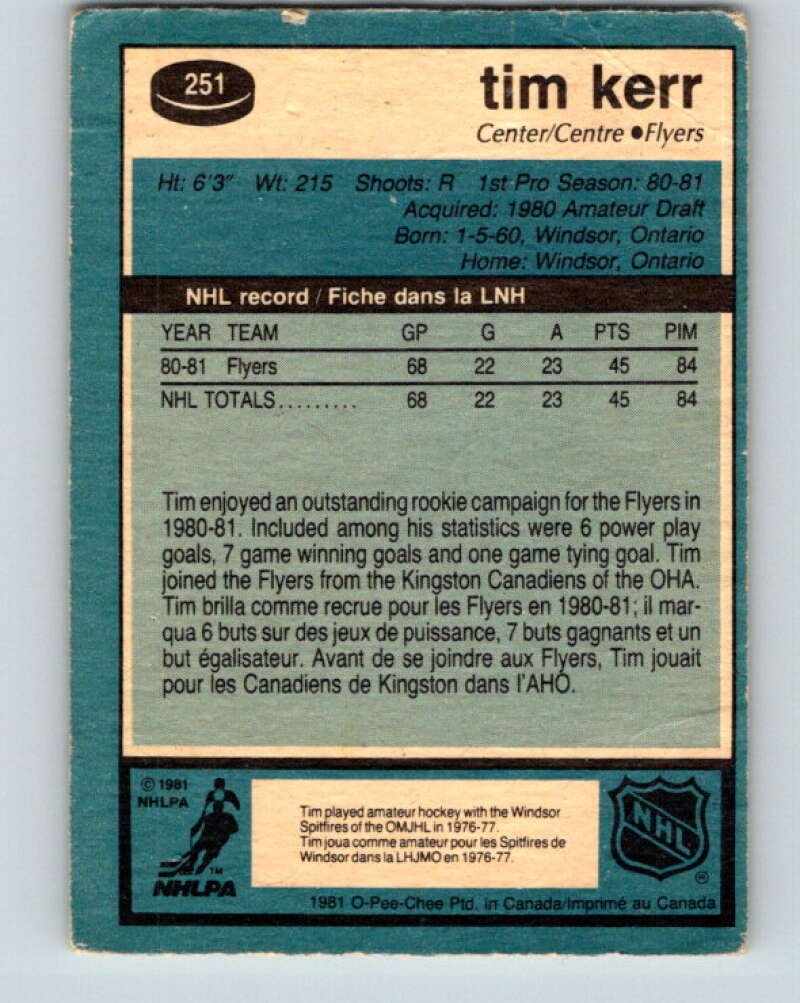 251
tim kerr
Center/Centre ●Flyers
Ht: 6'3" Wt: 215 Shoots: R 1st Pro Season: 80-81
Acquired: 1980 Amateur Draft
Born: 1-5-60, Windsor, Ontario
Home: Windsor, Ontario
NHL record / Fiche dans la LNH
YEAR TEAM GP G A PTS PIM
80-81 Flyers 68 22 23 45 84
NHL TOTALS......... 68 22 23 45 84
Tim enjoyed an outstanding rookie campaign for the Flyers in
1980-81. Included among his statistics were 6 power play
goals, 7 game winning goals and one game tying goal. Tim
joined the Flyers from the Kingston Canadiens of the OHA.
Tim brilla comme recrue pour les Flyers en 1980-81; il mar-
qua 6 buts sur des jeux de puissance, 7 buts gagnants et un
but égalisateur. Avant de se joindre aux Flyers, Tim jouait
pour les Canadiens de Kingston dans l'AHO.
© 1981
NHLPA
TM
NHLPA
Tim played amateur hockey with the Windsor
Spitfires of the OMJHL in 1976-77.
Tim joua comme amateur pour les Spitfires de
Windsor dans la LHJMO en 1976-77.
NHL
®
1981 O-Pee-Chee Ptd. in Canada/Imprimé au Canada